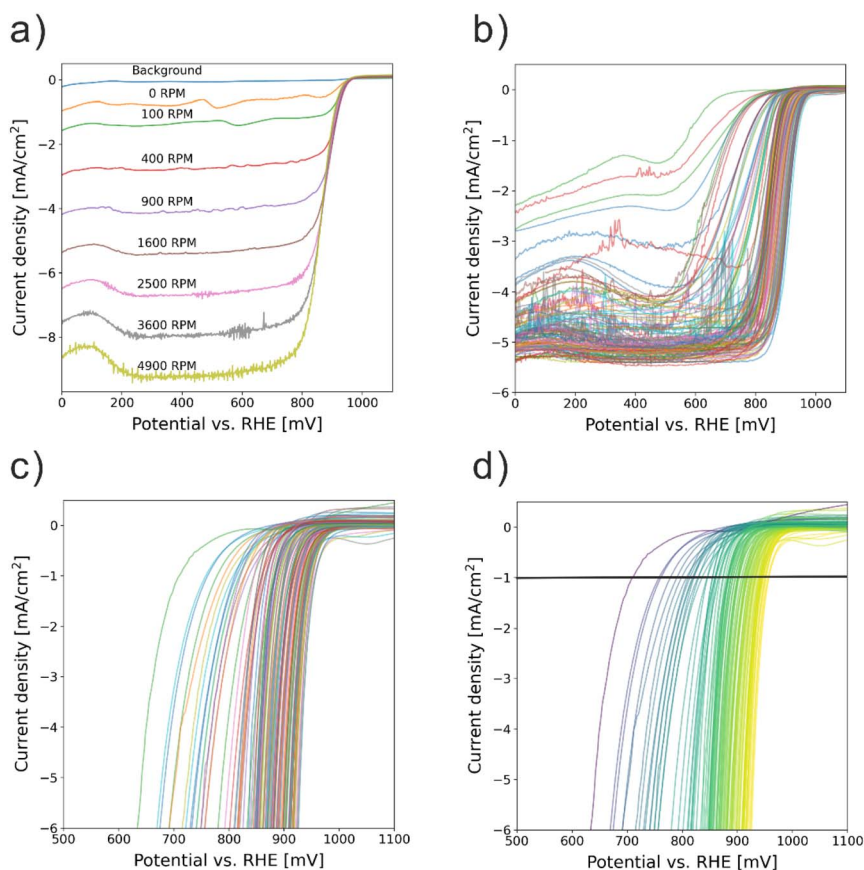 a)
Background
0 RPM
100 RPM
400 RPM
900 RPM
1600 RPM
2500 RPM
3600 RPM
4900 RPM
0
−2
−4
−6
−8
0 200 400 600 800 1000
Current density [mA/cm²]
Potential vs. RHE [mV]
b)
0
−1
−2
−3
−4
−5
−6
0 200 400 600 800 1000
Current density [mA/cm²]
Potential vs. RHE [mV]
c)
0
−1
−2
−3
−4
−5
−6
500 600 700 800 900 1000 1100
Current density [mA/cm²]
Potential vs. RHE [mV]
d)
0
−1
−2
−3
−4
−5
−6
500 600 700 800 900 1000 1100
Current density [mA/cm²]
Potential vs. RHE [mV]